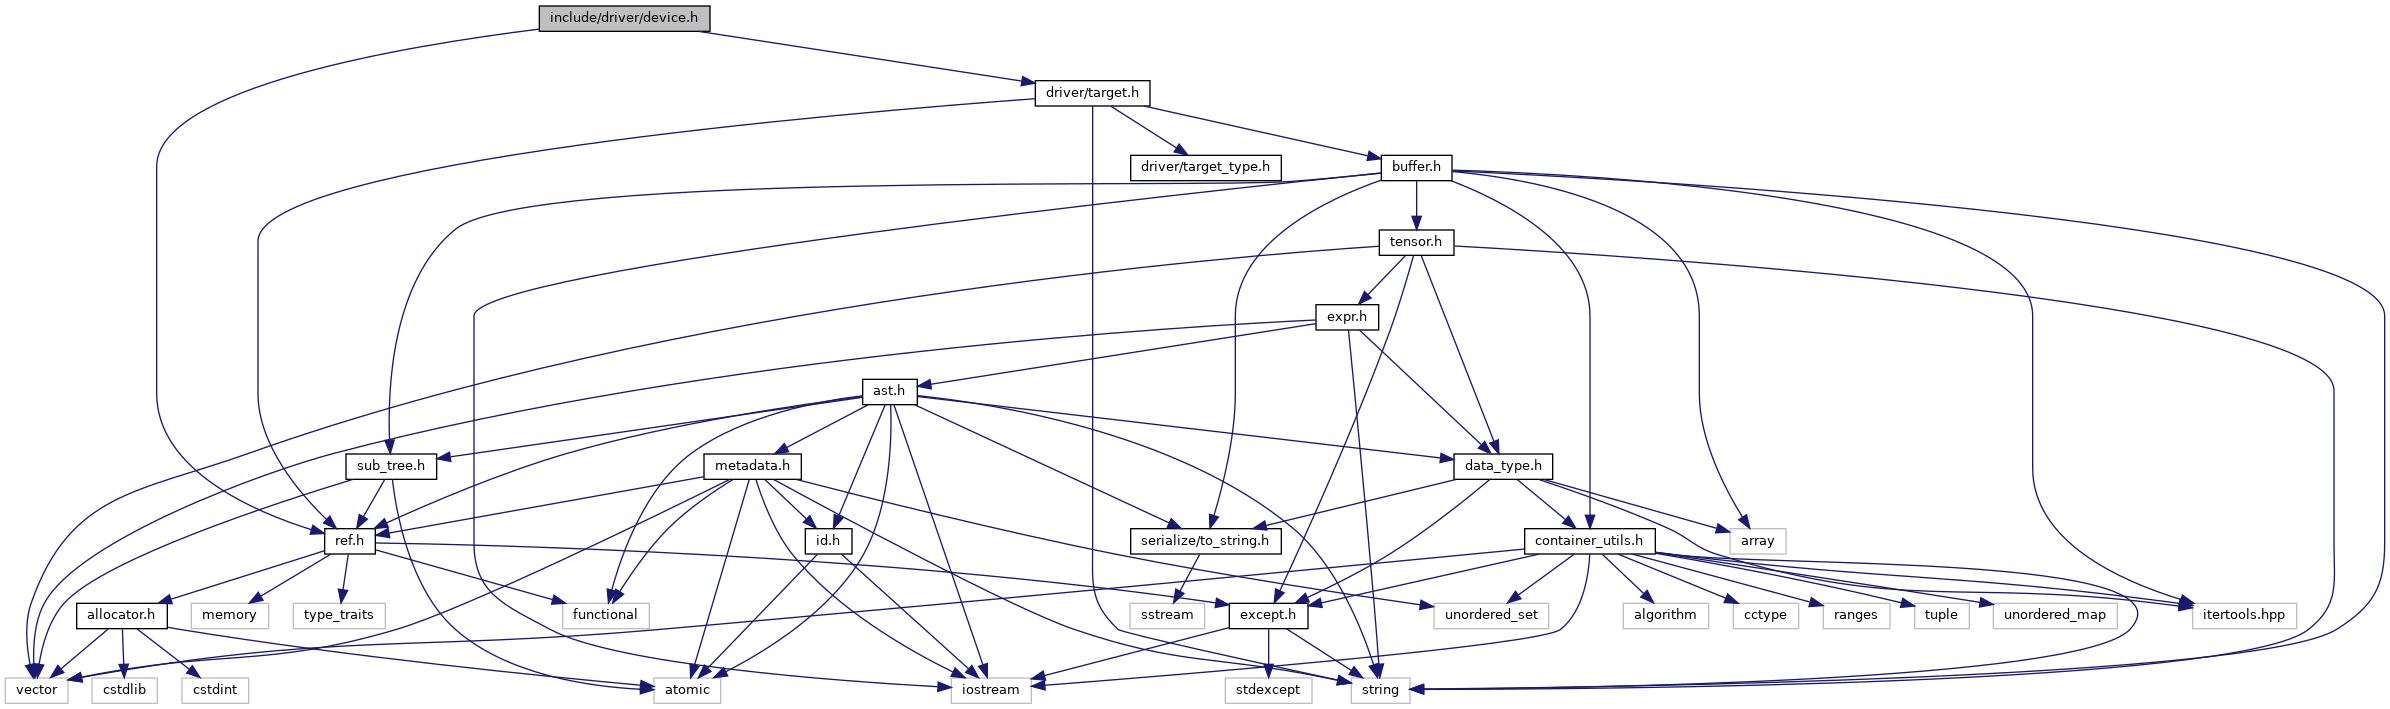 include/driver/device.h
driver/target.h
driver/target_type.h
buffer.h
tensor.h
expr.h
ast.h
sub_tree.h
metadata.h
data_type.h
ref.h
id.h
serialize/to_string.h
container_utils.h
array
allocator.h
memory
type_traits
functional
sstream
except.h
unordered_set
algorithm
cctype
ranges
tuple
unordered_map
itertools.hpp
vector
cstdlib
cstdint
atomic
iostream
stdexcept
string